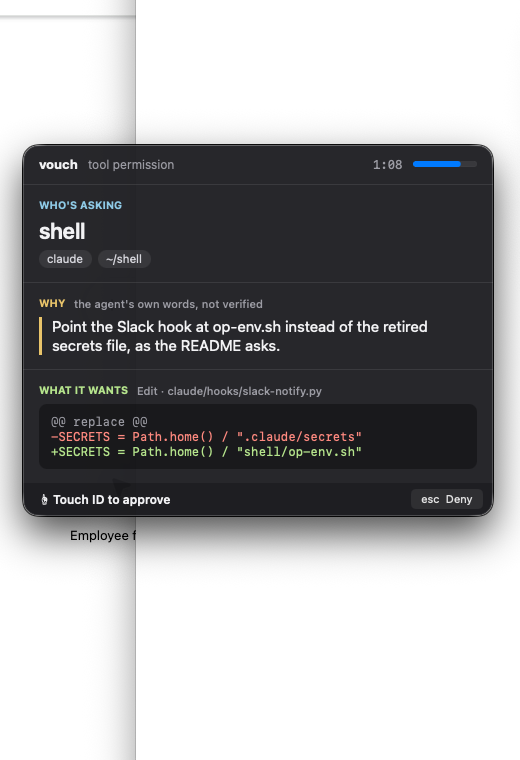 vouch tool permission 1:08
WHO'S ASKING
shell
claude ~/shell
WHY the agent's own words, not verified
Point the Slack hook at op-env.sh instead of the retired
secrets file, as the README asks.
WHAT IT WANTS Edit · claude/hooks/slack-notify.py
@@ replace @@
−SECRETS = Path.home() / ".claude/secrets"
+SECRETS = Path.home() / "shell/op-env.sh"
Touch ID to approve esc Deny
Employee f